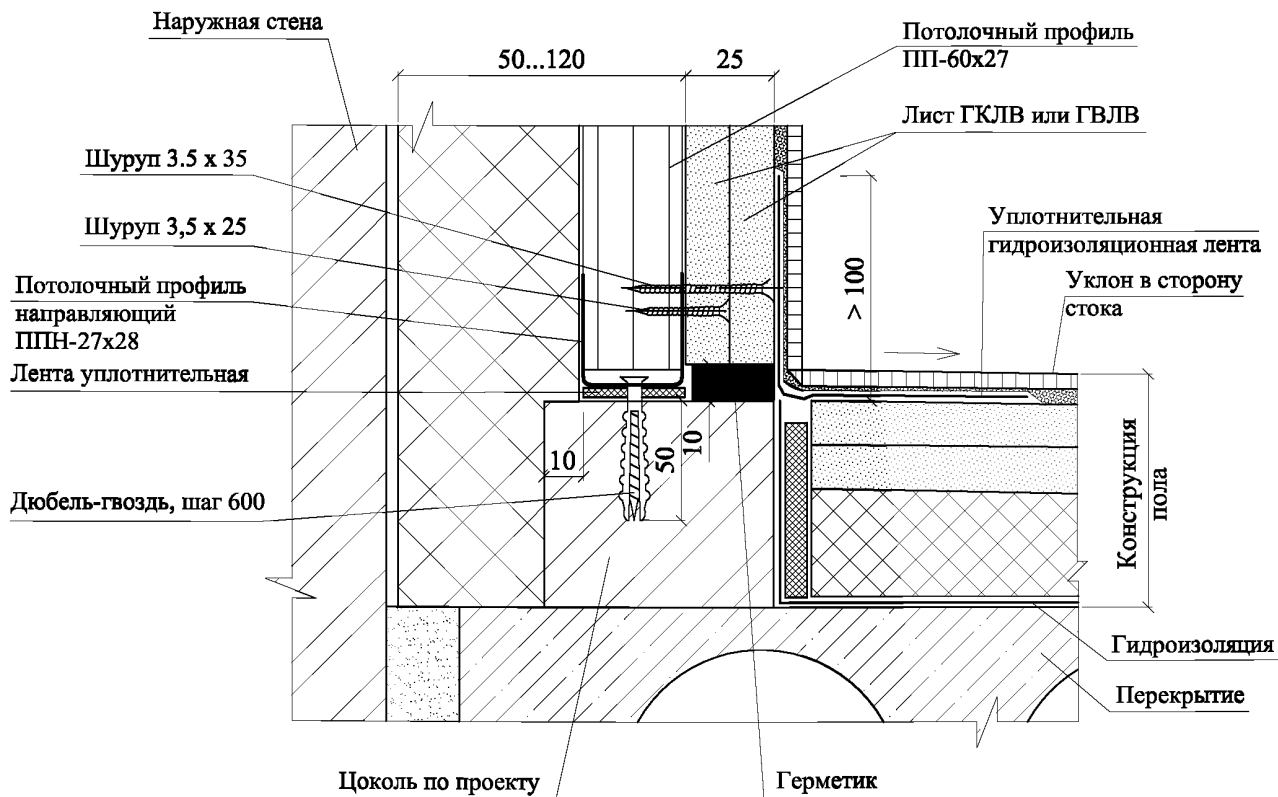 Наружная стена
50...120
25
Потолочный профиль
ПП-60х27
Лист ГКЛВ или ГВЛВ
Шуруп 3.5 х 35
Шуруп 3,5 х 25
Потолочный профиль
направляющий
ППН-27х28
Лента уплотнительная
Дюбель-гвоздь, шаг 600
> 100
Уплотнительная
гидроизоляционная лента
Уклон в сторону
стока
10
50
10
Конструкция
пола
Гидроизоляция
Перекрытие
Цоколь по проекту
Герметик